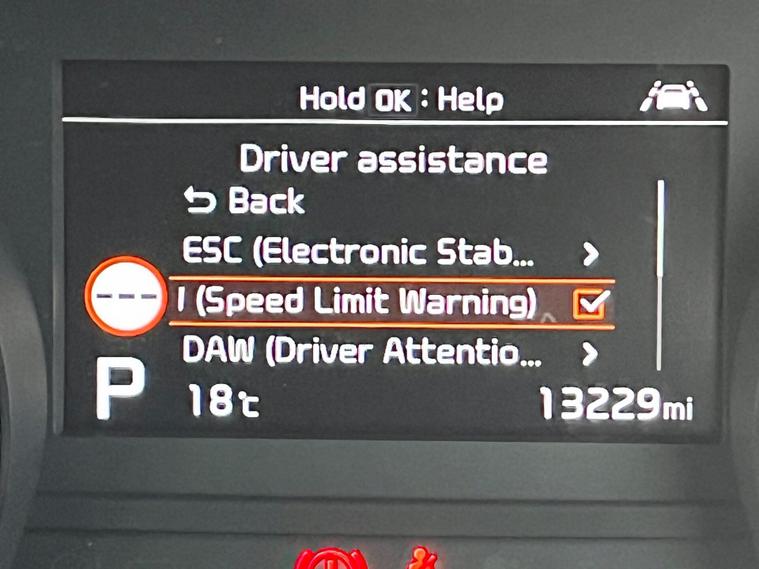 Hold OK : Help
Driver assistance
Back
ESC (Electronic Stab...
I (Speed Limit Warning)
DAW (Driver Attentio...
---
P
18℃
13229mi